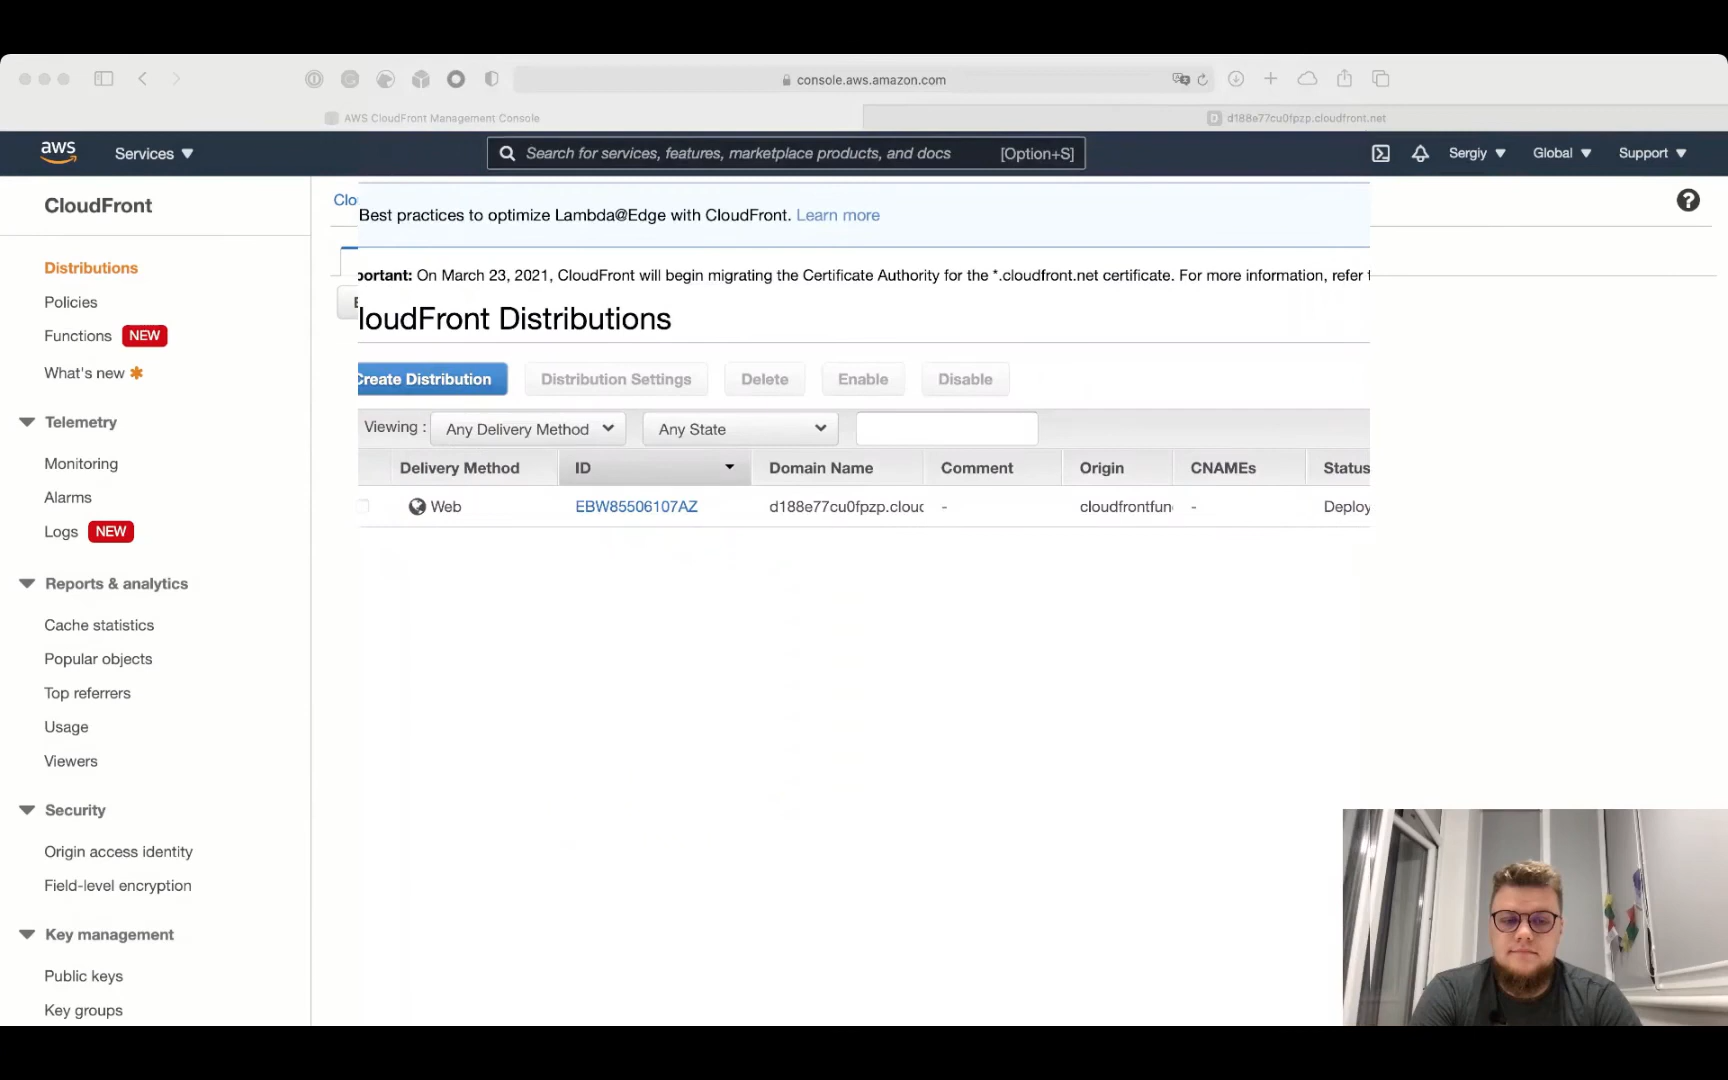 console.aws.amazon.com
AWS CloudFront Management Console
D d188e77cu0fpzp.cloudfront.net
aws
Services
Search for services, features, marketplace products, and docs [Option+S]
Sergiy
Global
Support
CloudFront
Distributions
Policies
Functions NEW
What's new
Telemetry
Monitoring
Alarms
Logs NEW
Reports & analytics
Cache statistics
Popular objects
Top referrers
Usage
Viewers
Security
Origin access identity
Field-level encryption
Key management
Public keys
Key groups
Clo
Best practices to optimize Lambda@Edge with CloudFront. Learn more
portant: On March 23, 2021, CloudFront will begin migrating the Certificate Authority for the *.cloudfront.net certificate. For more information, refer t
loudFront Distributions
Create Distribution
Distribution Settings
Delete
Enable
Disable
Viewing : Any Delivery Method Any State
Delivery Method ID Domain Name Comment Origin CNAMEs Status
Web EBW85506107AZ d188e77cu0fpzp.clouc - cloudfrontfun - Deploy